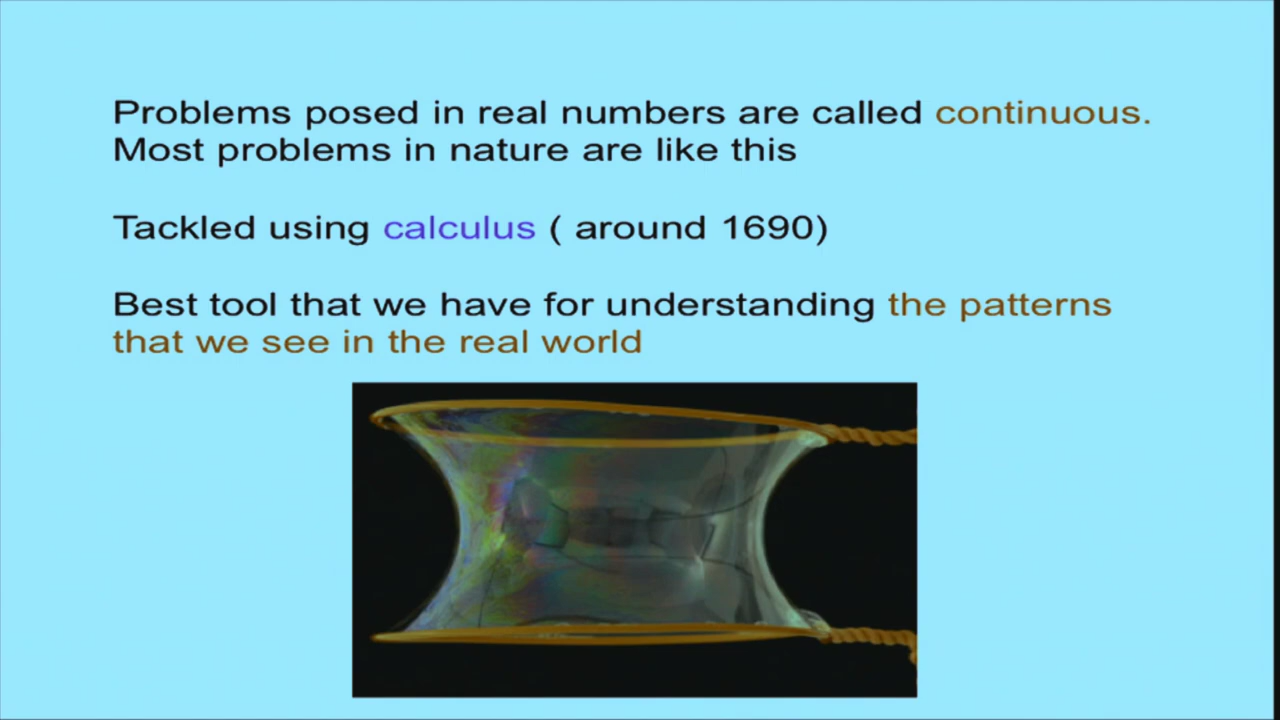 Problems posed in real numbers are called continuous.
Most problems in nature are like this
Tackled using calculus ( around 1690)
Best tool that we have for understanding the patterns
that we see in the real world